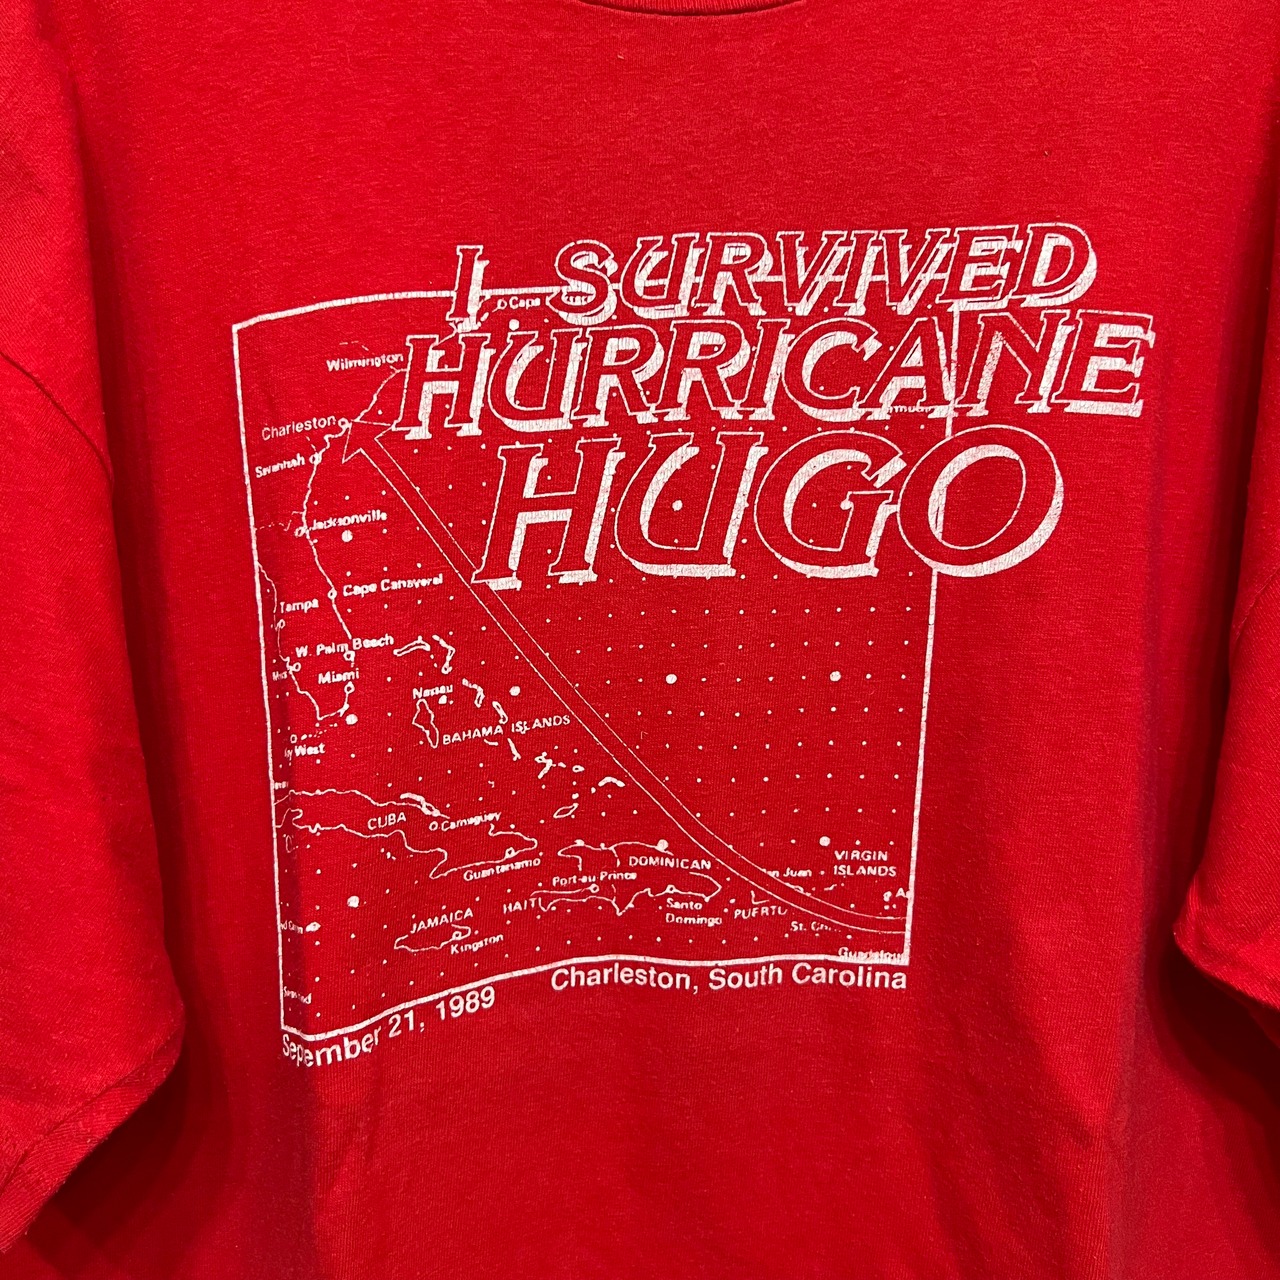 I SURVIVED
HURRICANE
HUGO
Cape
Wilmington
Charleston
Savannah
Jacksonville
Cape Canaveral
Tampa
W. Palm Beach
Miami
Nassau
BAHAMA ISLANDS
West
CUBA
Camaguey
Guantanamo
VIRGIN
ISLANDS
DOMINICAN
Port-au-Prince
Juan
HAITI
Santo
Domingo
PUERTO
St.
JAMAICA
Kingston
Charleston, South Carolina
September 21, 1989